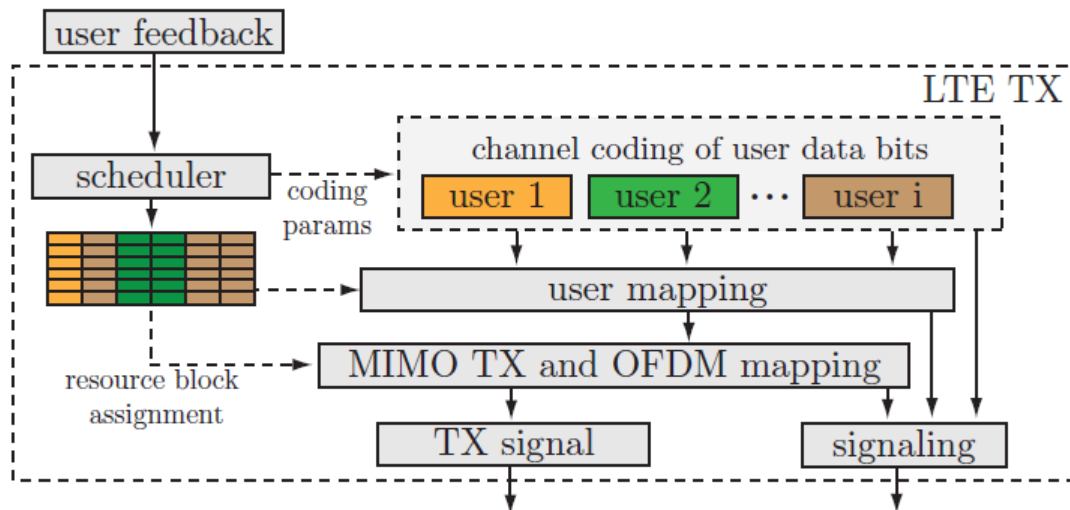 user feedback
LTE TX
scheduler
coding
params
channel coding of user data bits
user 1
user 2
...
user i
user mapping
MIMO TX and OFDM mapping
resource block
assignment
TX signal
signaling